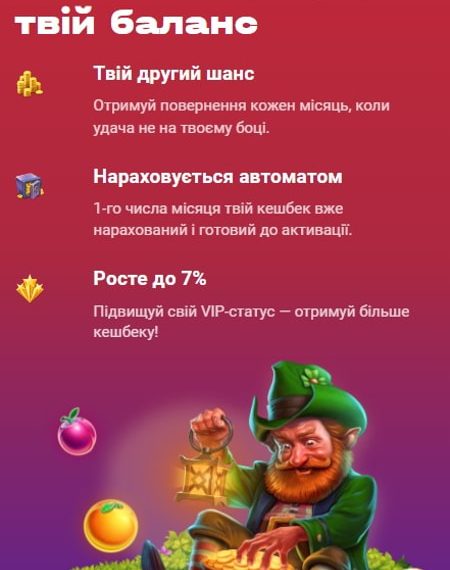 твій баланс
Твій другий шанс
Отримуй повернення кожен місяць, коли
удача не на твоєму боці.
Нараховується автоматом
1-го числа місяця твій кешбек вже
нарахований і готовий до активації.
Росте до 7%
Підвищуй свій VIP-статус — отримуй більше
кешбеку!